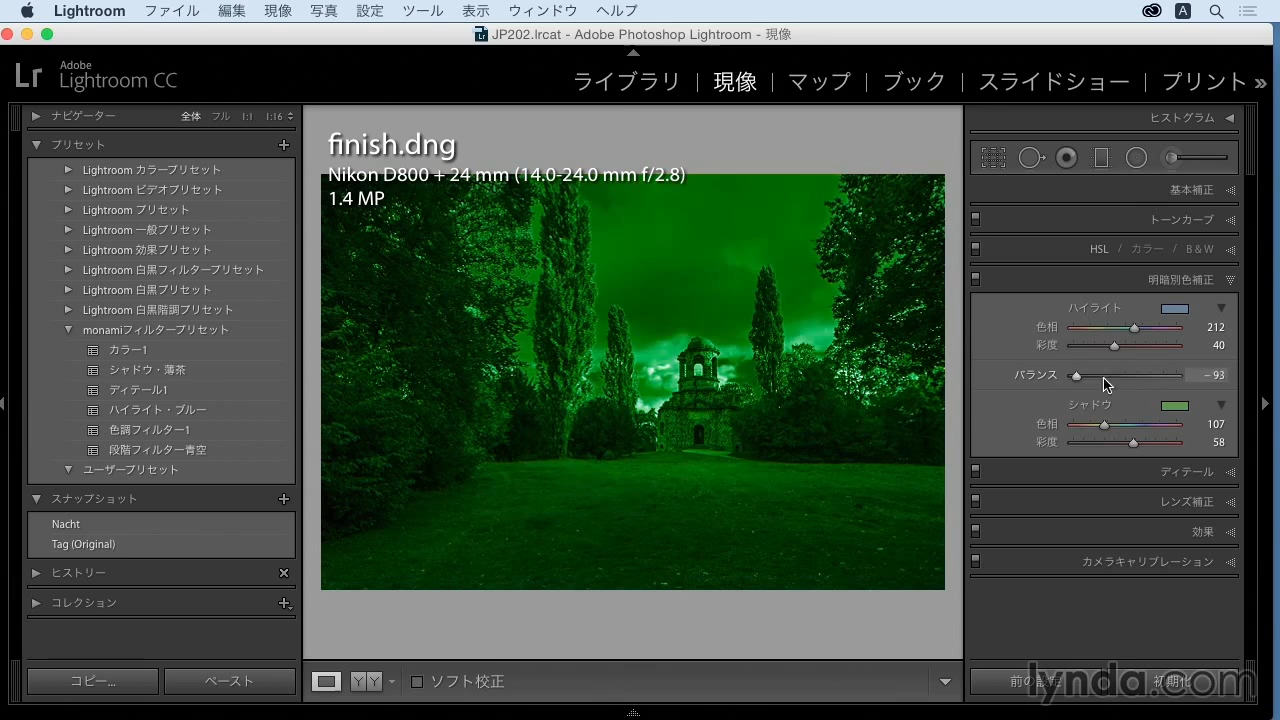 Lightroom ファイル 編集 現像 写真 設定 ツール 表示 ウィンドウ ヘルプ A
JP202.lrcat - Adobe Photoshop Lightroom - 現像
Lr Adobe Lightroom CC
ライブラリ | 現像 | マップ | ブック | スライドショー | プリント »
ナビゲーター 全体 フル 1:1 1:16
プリセット
Lightroom カラープリセット
Lightroom ビデオプリセット
Lightroom プリセット
Lightroom 一般プリセット
Lightroom 効果プリセット
Lightroom 白黒フィルタープリセット
Lightroom 白黒プリセット
Lightroom 白黒階調プリセット
monamiフィルタープリセット
カラー1
シャドウ・薄茶
ディテール1
ハイライト・ブルー
色調フィルター1
段階フィルター青空
ユーザープリセット
スナップショット
Nacht
Tag (Original)
ヒストリー
コレクション
コピー...
ペースト
finish.dng
Nikon D800 + 24 mm (14.0-24.0 mm f/2.8)
1.4 MP
Y Y
ソフト校正
ヒストグラム
基本補正
トーンカーブ
HSL / カラー / B & W
明暗別色補正
ハイライト
色相 212
彩度 40
バランス – 93
シャドウ
色相 107
彩度 58
ディテール
レンズ補正
効果
カメラキャリブレーション
前の設定
初期化
lynda.com